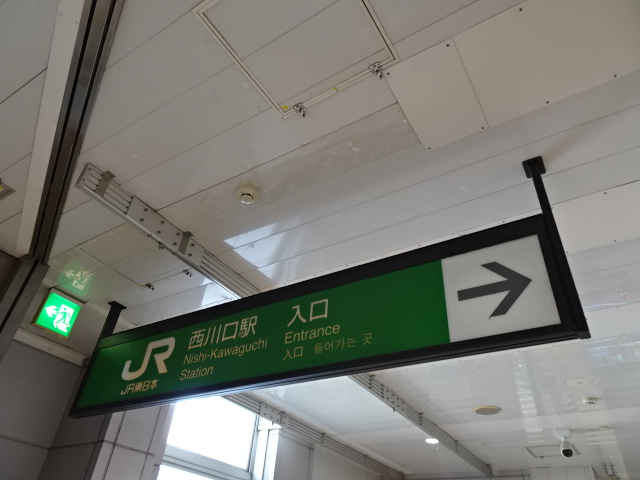 JR
JR東日本
西川口駅
Nishi-Kawaguchi
Station
入口
Entrance
入口 들어가는 곳